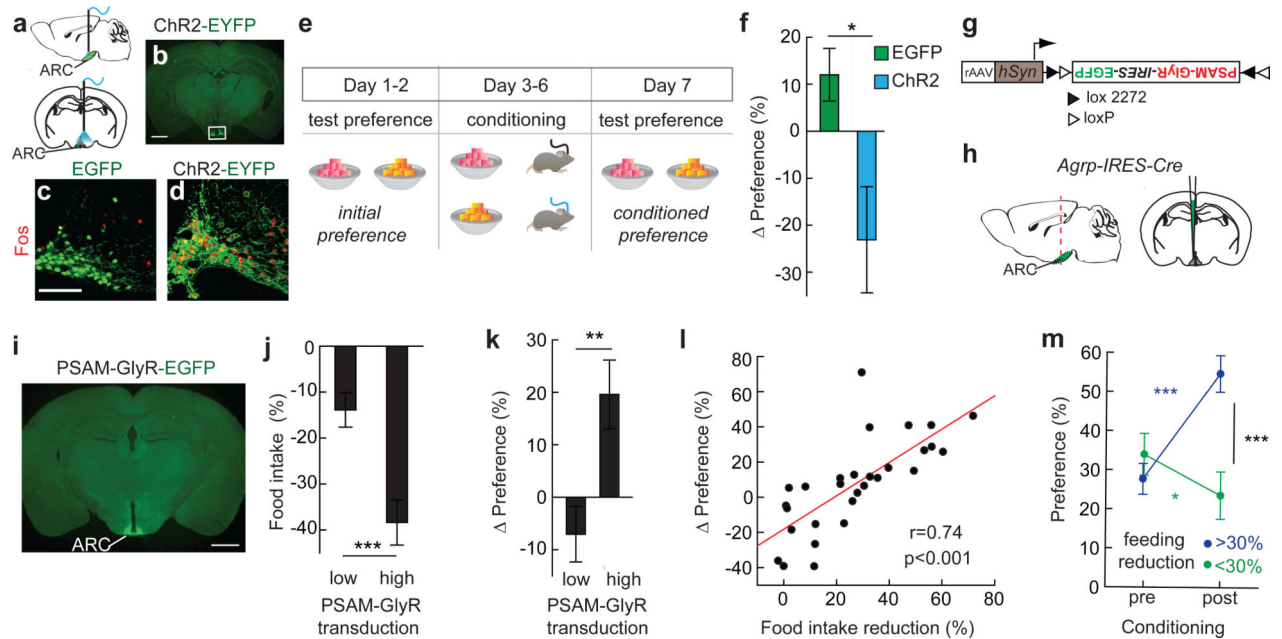 a
ARC
ARC
ChR2-EYFP
b
EGFP
c
ChR2-EYFP
d
Fos
e
Day 1-2
Day 3-6
Day 7
test preference
conditioning
test preference
initial
preference
conditioned
preference
f
*
EGFP
ChR2
Δ Preference (%)
20
10
0
-10
-20
-30
g
rAAV
hSyn
PSAM-GlyR-IRES-EGFP
lox 2272
loxP
h
Agrp-IRES-Cre
ARC
i
PSAM-GlyR-EGFP
ARC
j
Food intake (%)
0
-10
-20
-30
-40
***
low high
PSAM-GlyR
transduction
k
Δ Preference (%)
30
20
10
0
-10
**
low high
PSAM-GlyR
transduction
l
Δ Preference (%)
80
60
40
20
0
-20
-40
r=0.74
p<0.001
0 20 40 60 80
Food intake reduction (%)
m
Preference (%)
60
50
40
30
20
10
0
***
***
*
feeding
reduction
>30%
<30%
pre post
Conditioning